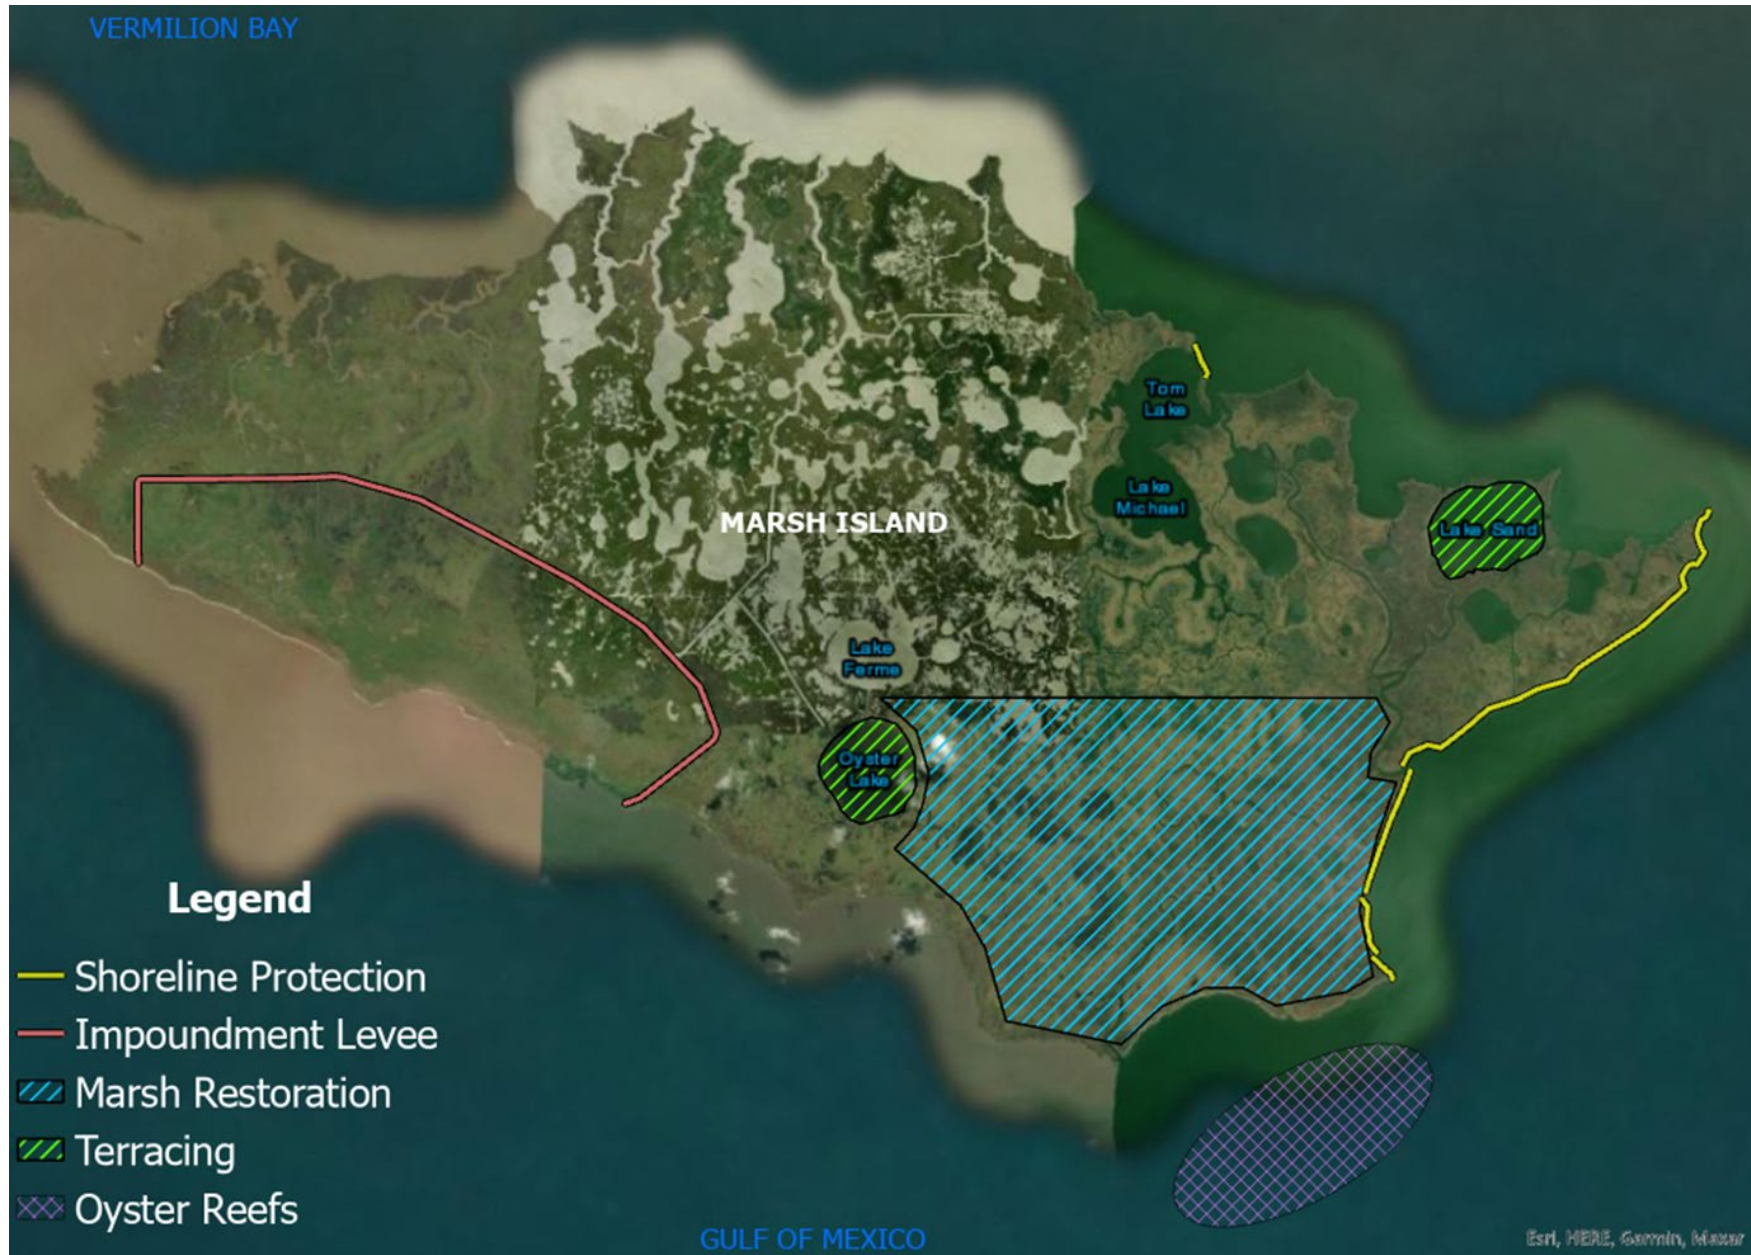 VERMILION BAY
Tom
Lake
Lake
Michael
MARSH ISLAND
Lake Sand
Lake
Ferme
Oyster
Lake
Legend
Shoreline Protection
Impoundment Levee
Marsh Restoration
Terracing
Oyster Reefs
GULF OF MEXICO
Esri, HERE, Garmin, Maxar